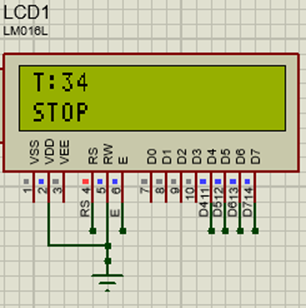 LCD1
LM016L
T:34
STOP
VSS VDD VEE RS RW E D0 D1 D2 D3 D4 D5 D6 D7
1 2 3 4 5 6 7 8 9 10 11 12 13 14
RS E D4 D5 D6 D7